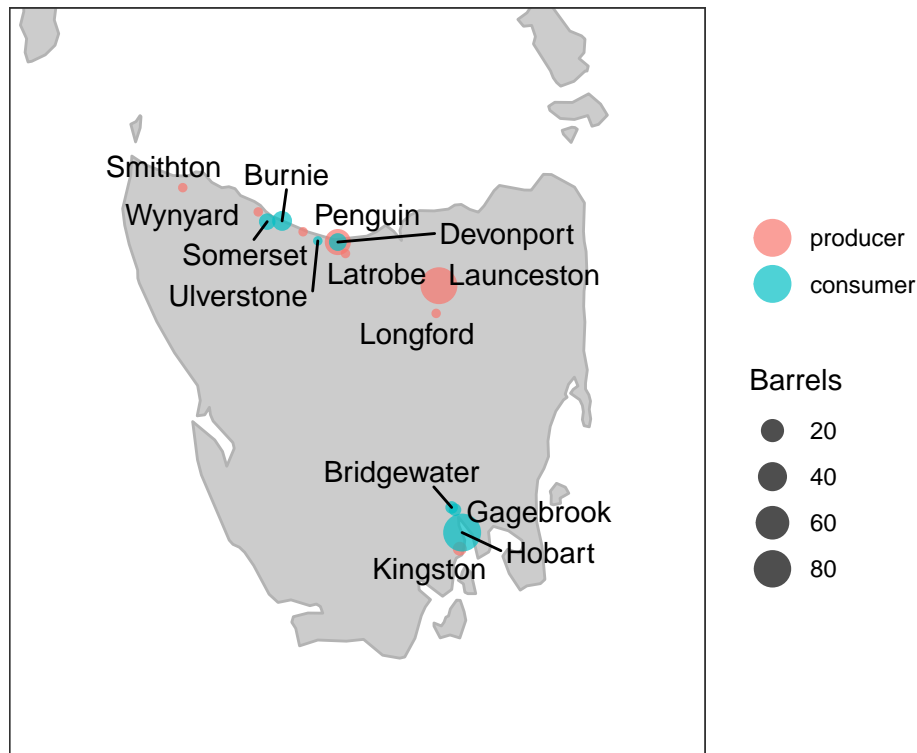 Smithton
Burnie
Wynyard
Penguin
Somerset
Devonport
Ulverstone
Latrobe
Launceston
Longford
Bridgewater
Gagebrook
Hobart
Kingston
producer
consumer
Barrels
20
40
60
80